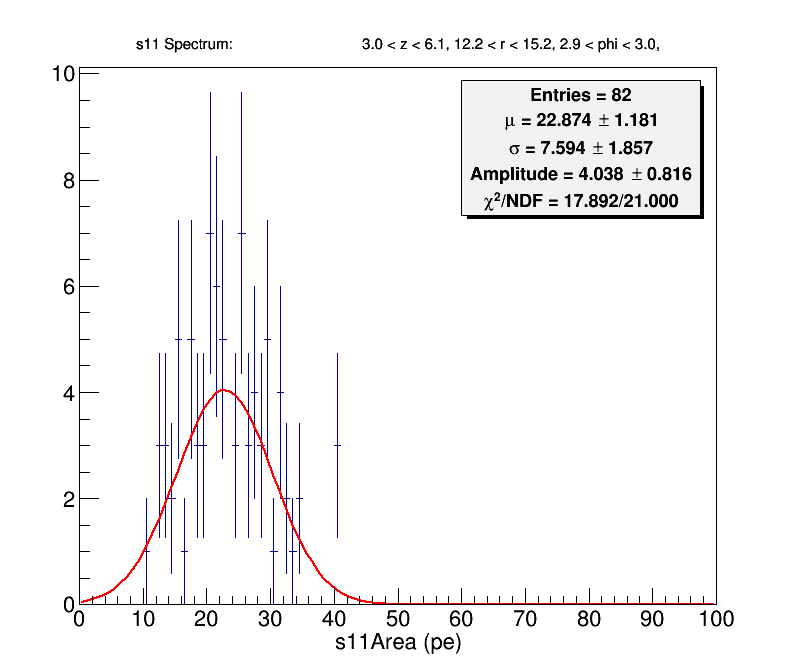 s11 Spectrum: 3.0 < z < 6.1, 12.2 < r < 15.2, 2.9 < phi < 3.0,
Entries = 82
μ = 22.874 ± 1.181
σ = 7.594 ± 1.857
Amplitude = 4.038 ± 0.816
χ²/NDF = 17.892/21.000
10
8
6
4
2
0
0 10 20 30 40 50 60 70 80 90 100
s11Area (pe)